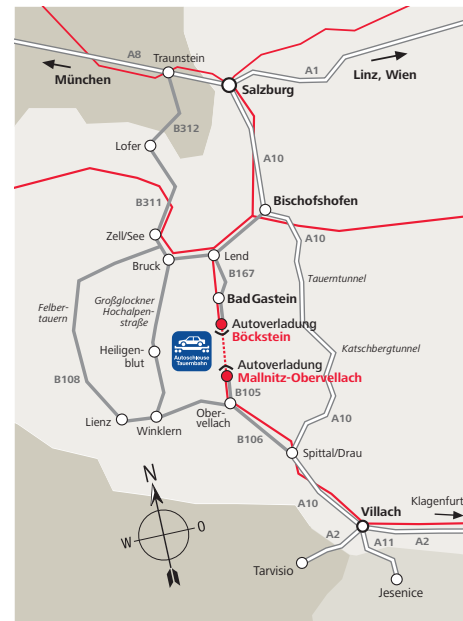 A8
Traunstein
München
A1
Linz, Wien
Salzburg
B312
A10
Lofer
B311
Bischofshofen
Zell/See
A10
Lend
Bruck
B167
Tauerntunnel
Felber-
tauern
Großglockner
Hochalpen-
straße
Bad Gastein
Autoverladung
Böckstein
Autoschleuse
Tauernbahn
Katschbergtunnel
Heiligen-
blut
Autoverladung
Mallnitz-Obervellach
B108
B105
Ober-
vellach
A10
Lienz
Winklern
B106
Spittal/Drau
N
A10
Klagenfurt
Villach
O
W
A2
A11
A2
Tarvisio
Jesenice